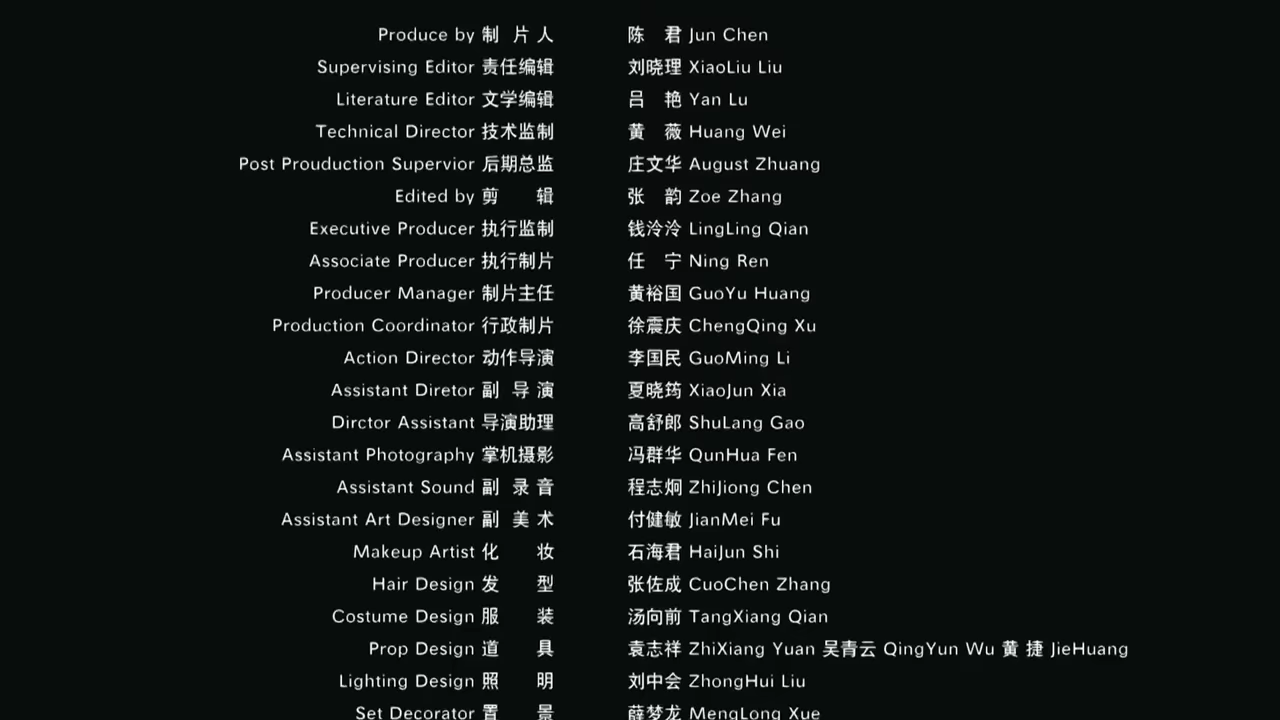 Produce by 制 片 人 陈 君 Jun Chen
Supervising Editor 责任编辑 刘晓理 XiaoLiu Liu
Literature Editor 文学编辑 吕 艳 Yan Lu
Technical Director 技术监制 黄 薇 Huang Wei
Post Prouduction Supervior 后期总监 庄文华 August Zhuang
Edited by 剪 辑 张 韵 Zoe Zhang
Executive Producer 执行监制 钱泠泠 LingLing Qian
Associate Producer 执行制片 任 宁 Ning Ren
Producer Manager 制片主任 黄裕国 GuoYu Huang
Production Coordinator 行政制片 徐震庆 ChengQing Xu
Action Director 动作导演 李国民 GuoMing Li
Assistant Diretor 副 导 演 夏晓筠 XiaoJun Xia
Dirctor Assistant 导演助理 高舒郎 ShuLang Gao
Assistant Photography 掌机摄影 冯群华 QunHua Fen
Assistant Sound 副 录 音 程志炯 ZhiJiong Chen
Assistant Art Designer 副 美 术 付健敏 JianMei Fu
Makeup Artist 化 妆 石海君 HaiJun Shi
Hair Design 发 型 张佐成 CuoChen Zhang
Costume Design 服 装 汤向前 TangXiang Qian
Prop Design 道 具 袁志祥 ZhiXiang Yuan 吴青云 QingYun Wu 黄 捷 JieHuang
Lighting Design 照 明 刘中会 ZhongHui Liu
Set Decorator 置 景 薛梦龙 MengLong Xue